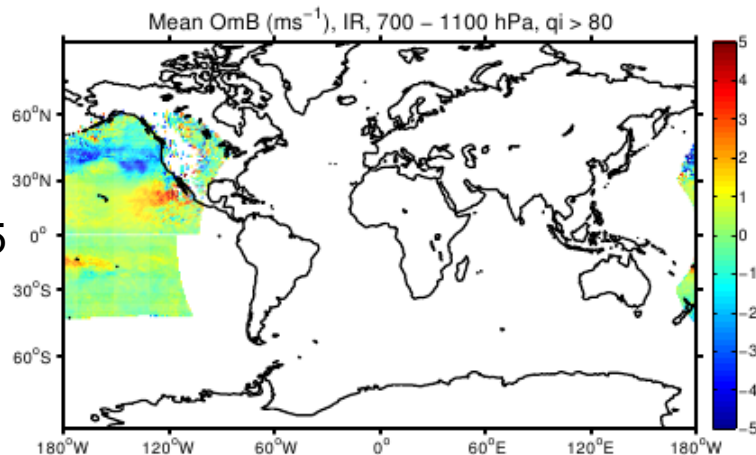 Mean OmB (ms⁻¹), IR, 700 – 1100 hPa, qi > 80
5
4
3
2
1
0
−1
−2
−3
−4
−5
60°N
30°N
0°
30°S
60°S
180°W 120°W 60°W 0° 60°E 120°E 180°W
5